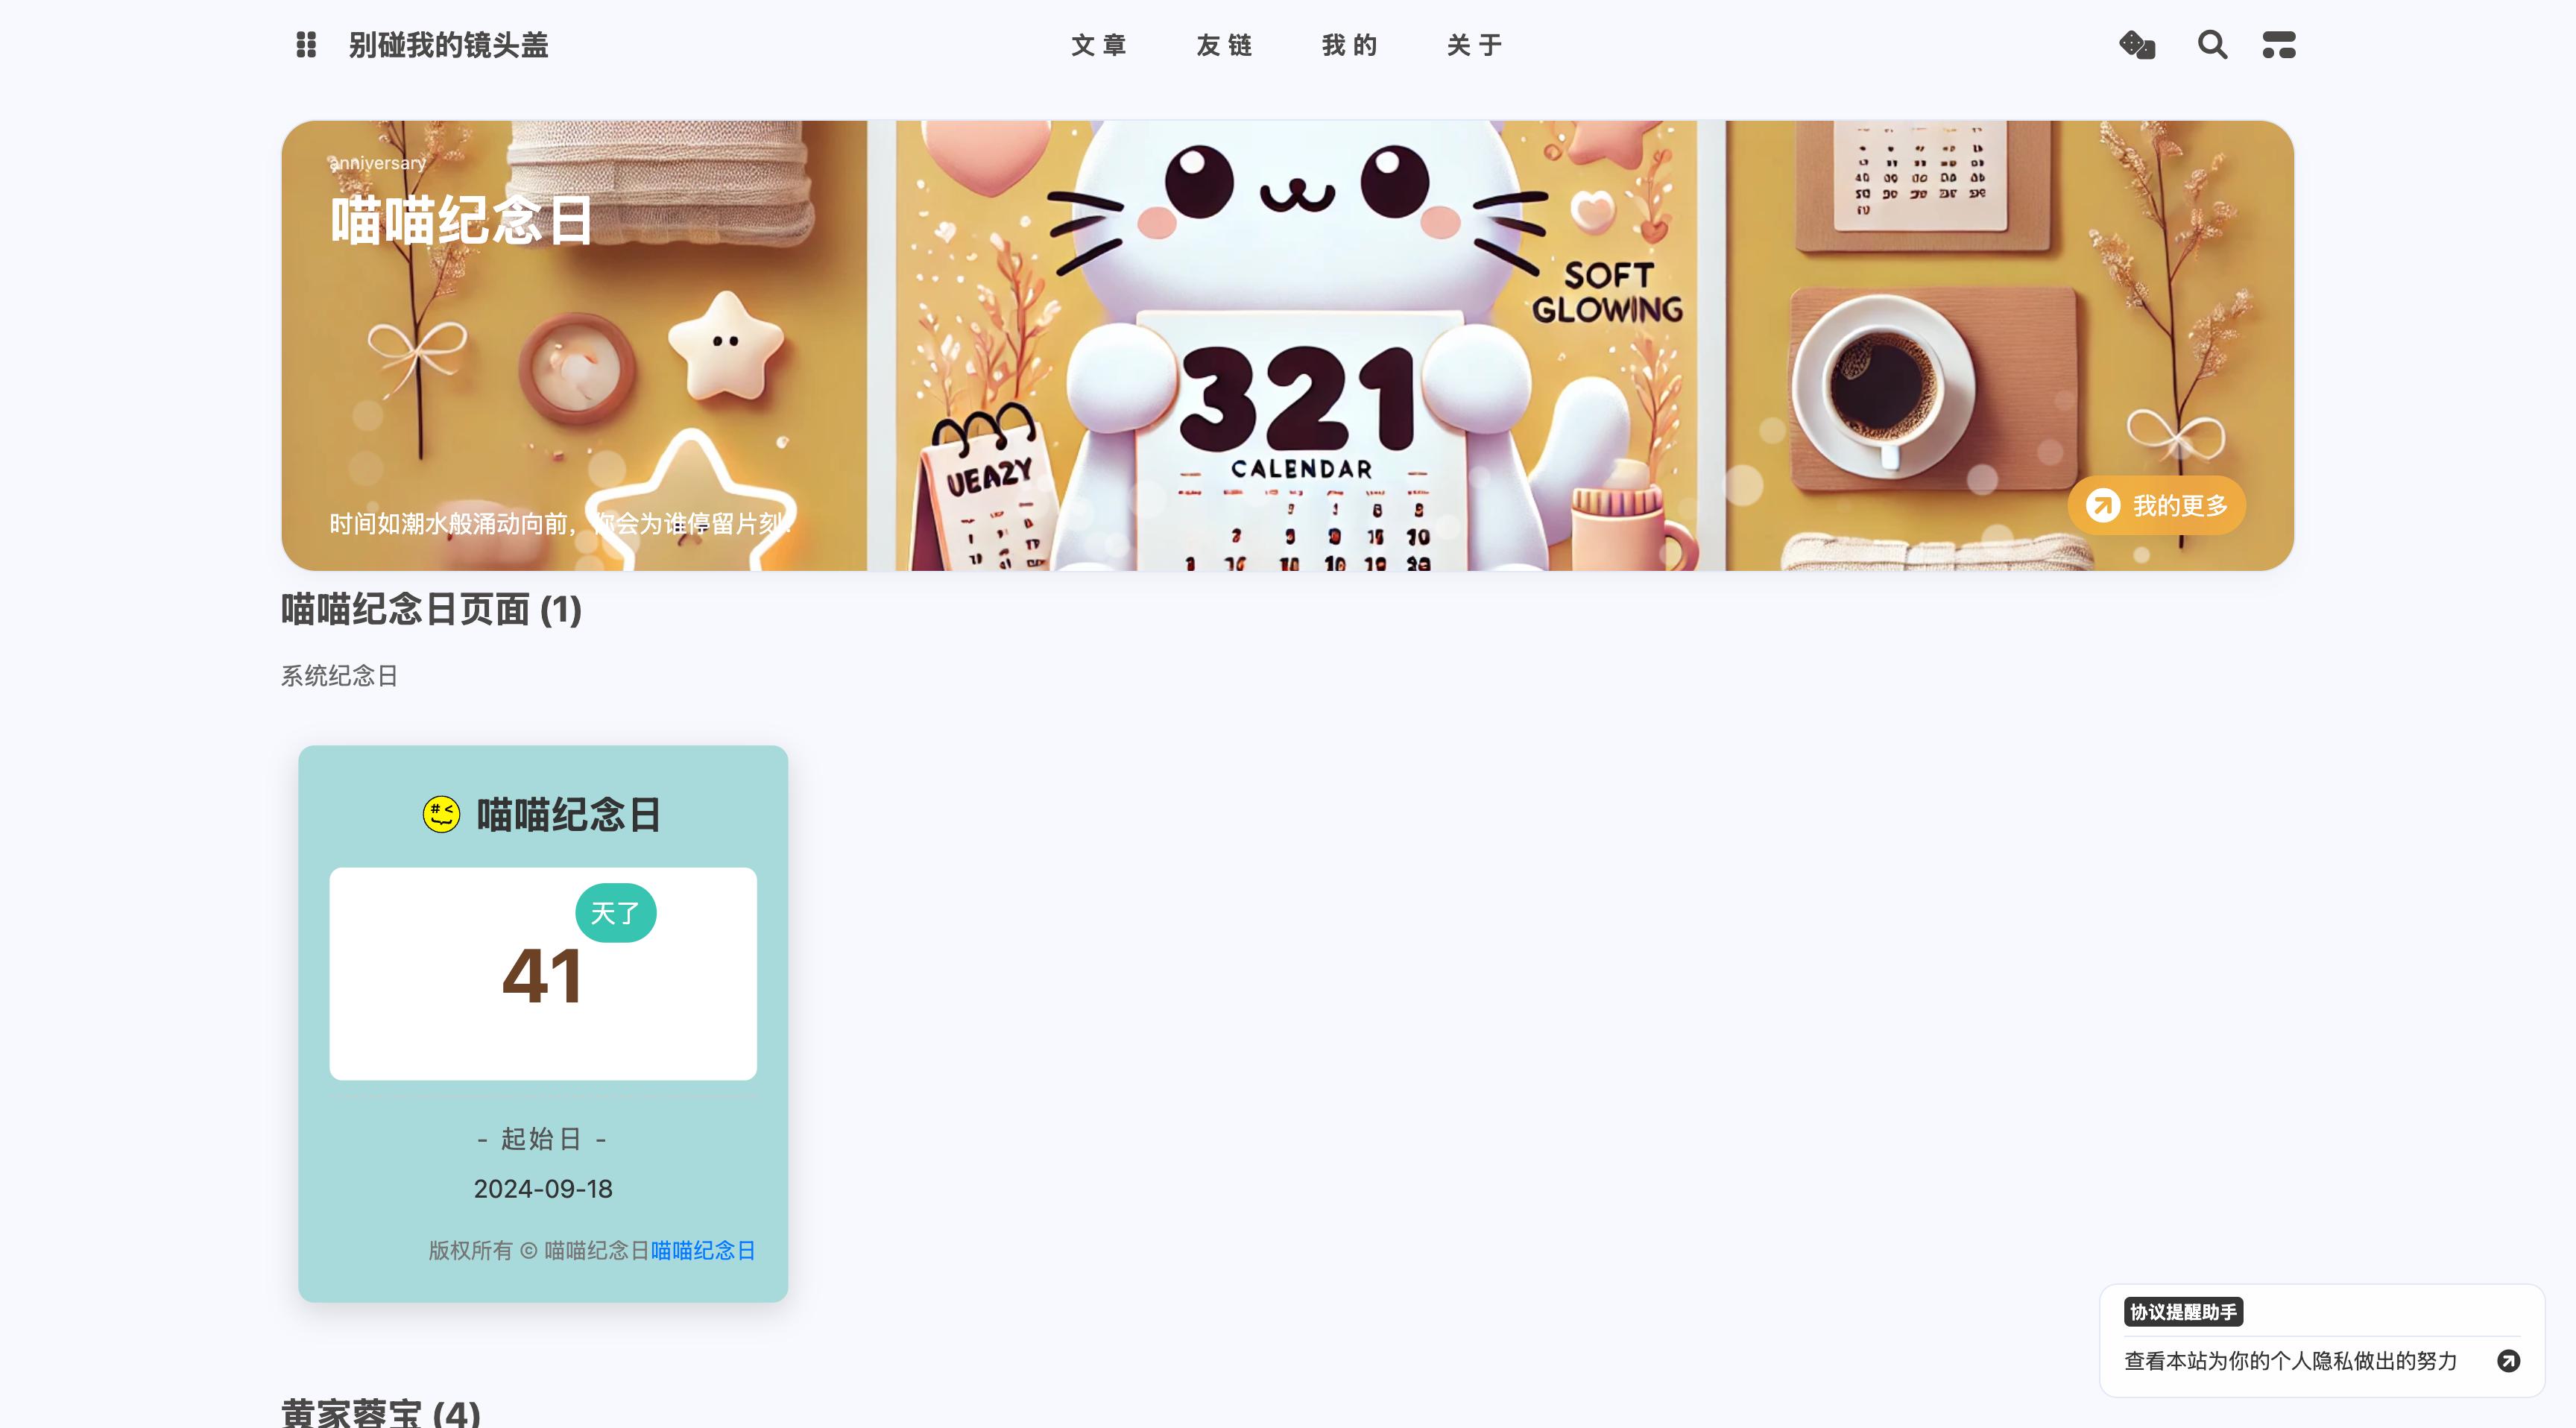 别碰我的镜头盖
文章 友链 我的 关于
anniversary
喵喵纪念日
SOFT
GLOWING
321
CALENDAR
UEA2Y
时间如潮水般涌动向前，你会为谁停留片刻.
我的更多
喵喵纪念日页面 (1)
系统纪念日
喵喵纪念日
天了
41
- 起始日 -
2024-09-18
版权所有 © 喵喵纪念日喵喵纪念日
协议提醒助手
查看本站为你的个人隐私做出的努力
黄家蓉宝 (4)